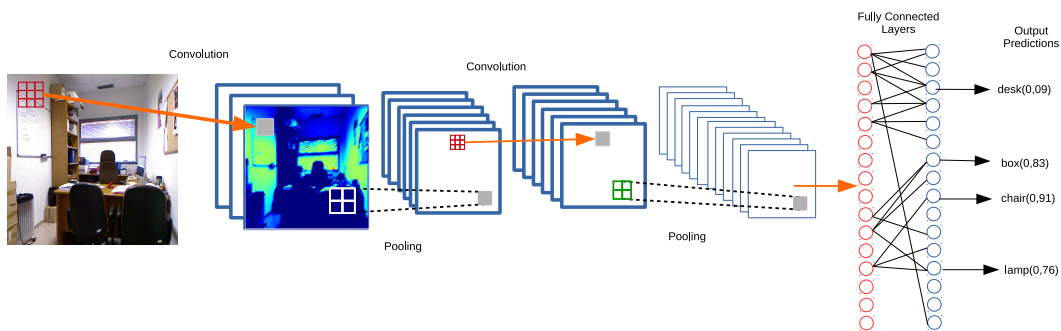 Convolution
Convolution
Pooling
Pooling
Fully Connected
Layers
Output
Predictions
desk(0,09)
box(0,83)
chair(0,91)
lamp(0,76)